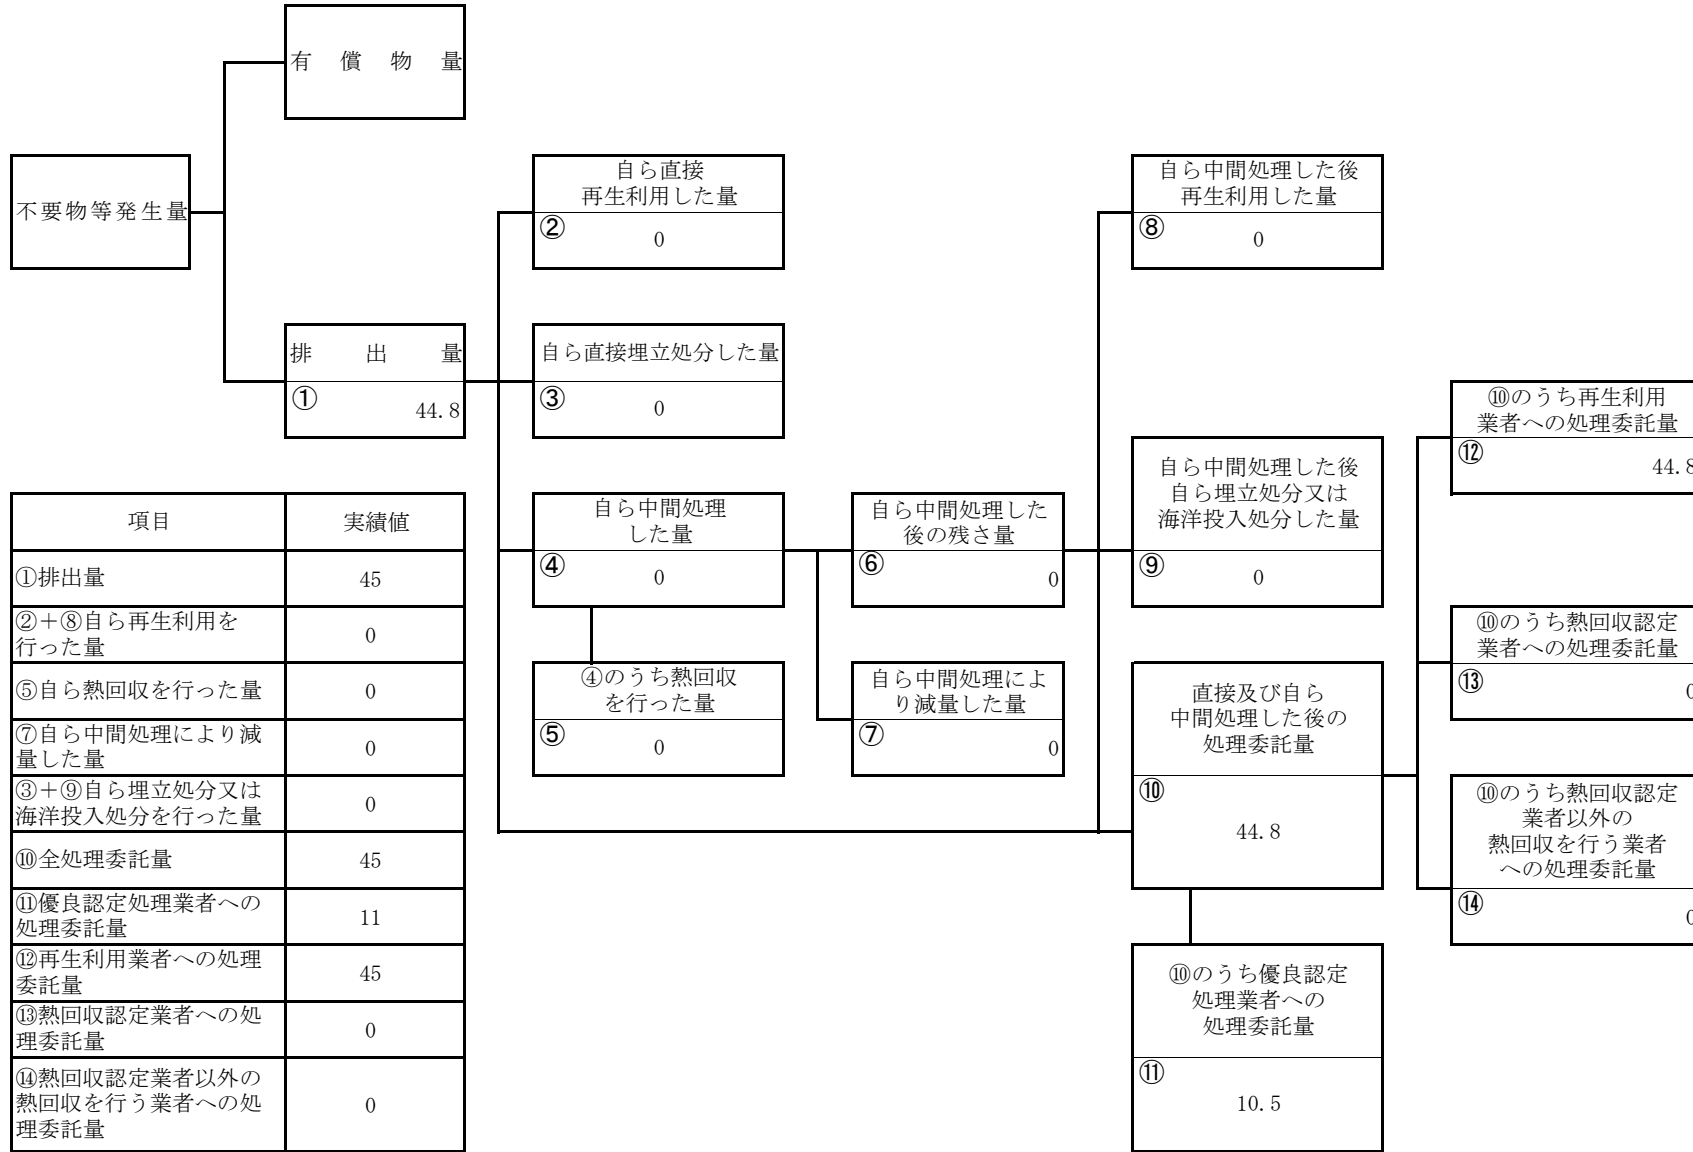 有償物量
不要物等発生量
排出量
①
44.8
自ら直接
再生利用した量
②
0
自ら直接埋立処分した量
③
0
自ら中間処理
した量
④
0
④のうち熱回収
を行った量
⑤
0
自ら中間処理した
後の残さ量
⑥
0
自ら中間処理によ
り減量した量
⑦
0
自ら中間処理した後
再生利用した量
⑧
0
自ら中間処理した後
自ら埋立処分又は
海洋投入処分した量
⑨
0
直接及び自ら
中間処理した後の
処理委託量
⑩
44.8
⑩のうち優良認定
処理業者への
処理委託量
⑪
10.5
⑩のうち再生利用
業者への処理委託量
⑫
44.8
⑩のうち熱回収認定
業者への処理委託量
⑬
0
⑩のうち熱回収認定
業者以外の
熱回収を行う業者
への処理委託量
⑭
0
項目 実績値
①排出量 45
②+⑧自ら再生利用を
行った量 0
⑤自ら熱回収を行った量 0
⑦自ら中間処理により減
量した量 0
③+⑨自ら埋立処分又は
海洋投入処分を行った量 0
⑩全処理委託量 45
⑪優良認定処理業者への
処理委託量 11
⑫再生利用業者への処理
委託量 45
⑬熱回収認定業者への処
理委託量 0
⑭熱回収認定業者以外の
熱回収を行う業者への処
理委託量 0